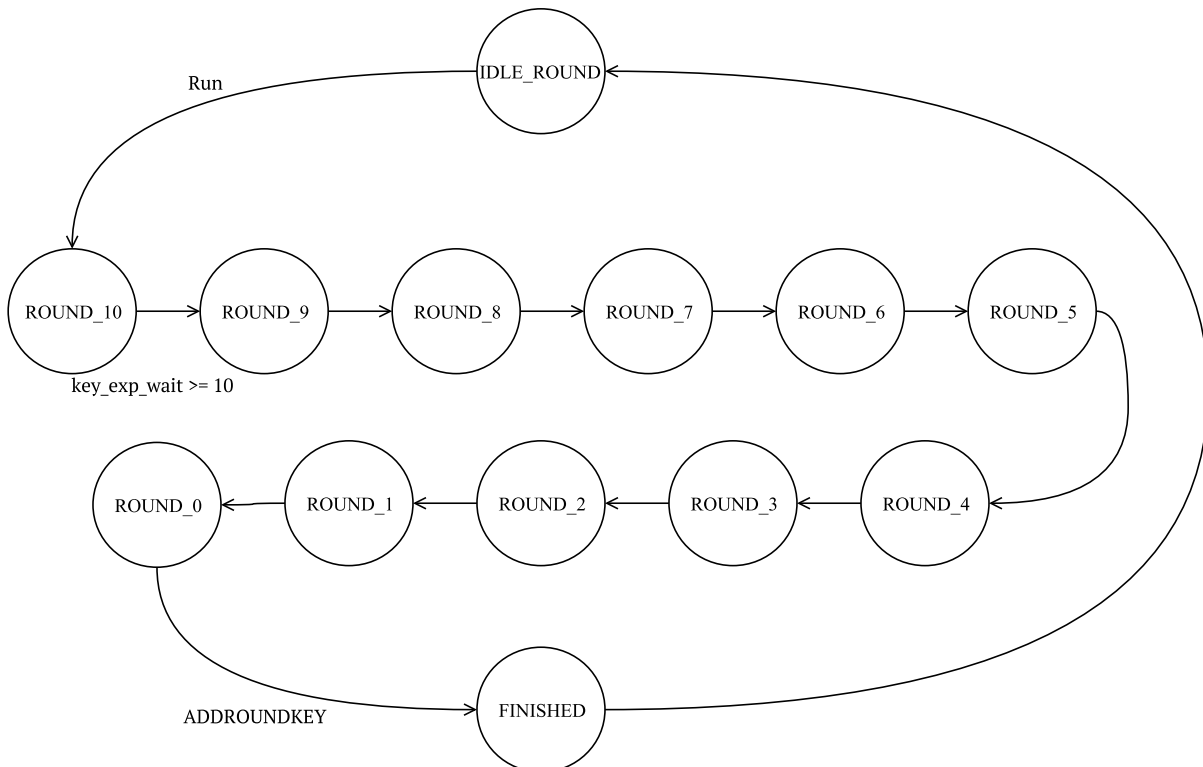 IDLE_ROUND
Run
ROUND_10
ROUND_9
ROUND_8
ROUND_7
ROUND_6
ROUND_5
key_exp_wait >= 10
ROUND_0
ROUND_1
ROUND_2
ROUND_3
ROUND_4
ADDROUNDKEY
FINISHED